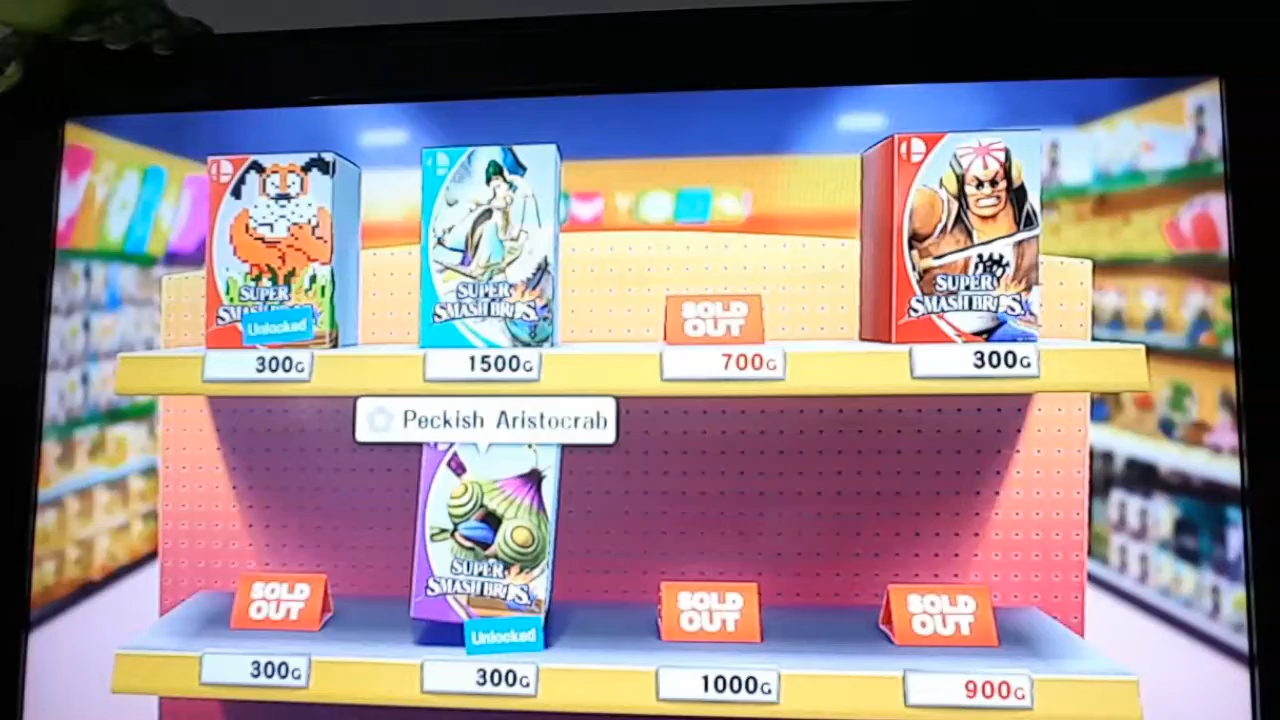 SUPER
SMASH BROS.
Unlocked
300G
SUPER
SMASH BROS.
1500G
SOLD
OUT
700G
SUPER
SMASH BROS.
300G
Peckish Aristocrab
SOLD
OUT
300G
SUPER
SMASH BROS.
Unlocked
300G
SOLD
OUT
1000G
SOLD
OUT
900G